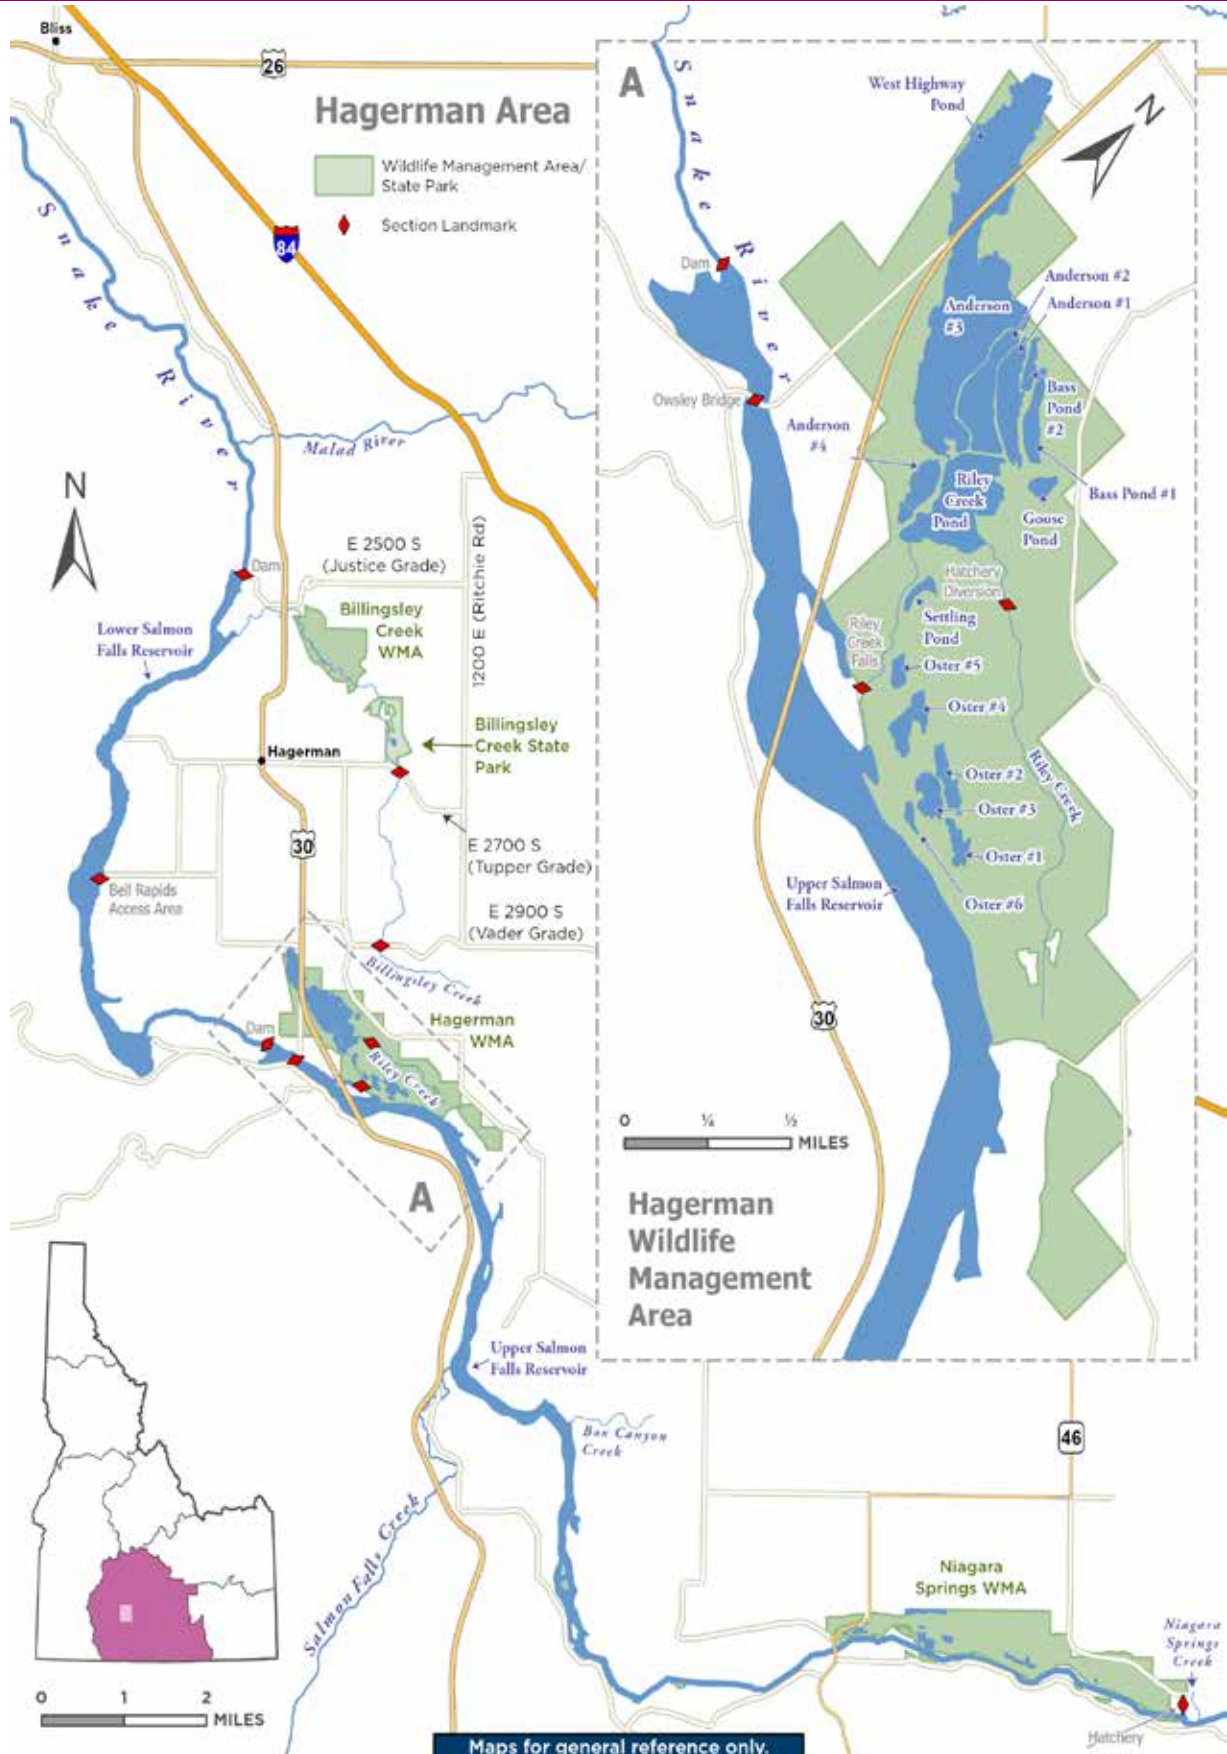 Bliss
26
Hagerman Area
Wildlife Management Area/
State Park
Section Landmark
84
Snake River
Malad River
N
Dam
E 2500 S
(Justice Grade)
1200 E (Ritchie Rd)
Billingsley
Creek
WMA
Lower Salmon
Falls Reservoir
Billingsley
Creek State
Park
Hagerman
30
E 2700 S
(Tupper Grade)
Bell Rapids
Access Area
E 2900 S
(Vader Grade)
Billingsley Creek
Hagerman
WMA
Dam
Riley Creek
A
Upper Salmon
Falls Reservoir
Box Canyon
Creek
Salmon Falls Creek
46
Niagara
Springs WMA
Niagara
Springs
Creek
Hatchery
0 1 2
MILES
Maps for general reference only.
A
Snake River
West Highway
Pond
N
Dam
Anderson #2
Anderson #1
Anderson
#3
Owsley Bridge
Bass
Pond
#2
Anderson
#4
Riley
Creek
Pond
Bass Pond #1
Goose
Pond
Hatchery
Diversion
Riley
Creek
Falls
Settling
Pond
Oster #5
Oster #4
Riley Creek
Oster #2
Oster #3
Oster #1
Upper Salmon
Falls Reservoir
Oster #6
30
0 ¼ ½
MILES
Hagerman
Wildlife
Management
Area